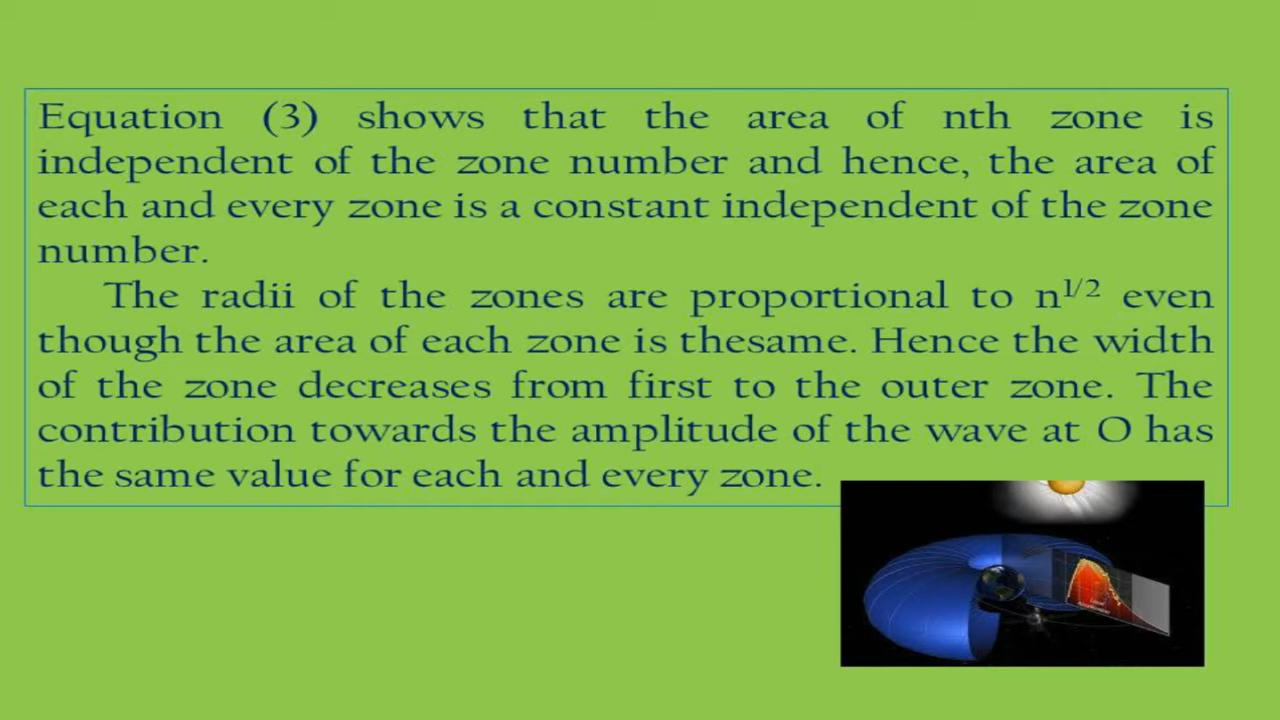 Equation (3) shows that the area of nth zone is
independent of the zone number and hence, the area of
each and every zone is a constant independent of the zone
number.
The radii of the zones are proportional to n^1/2 even
though the area of each zone is thesame. Hence the width
of the zone decreases from first to the outer zone. The
contribution towards the amplitude of the wave at O has
the same value for each and every zone.